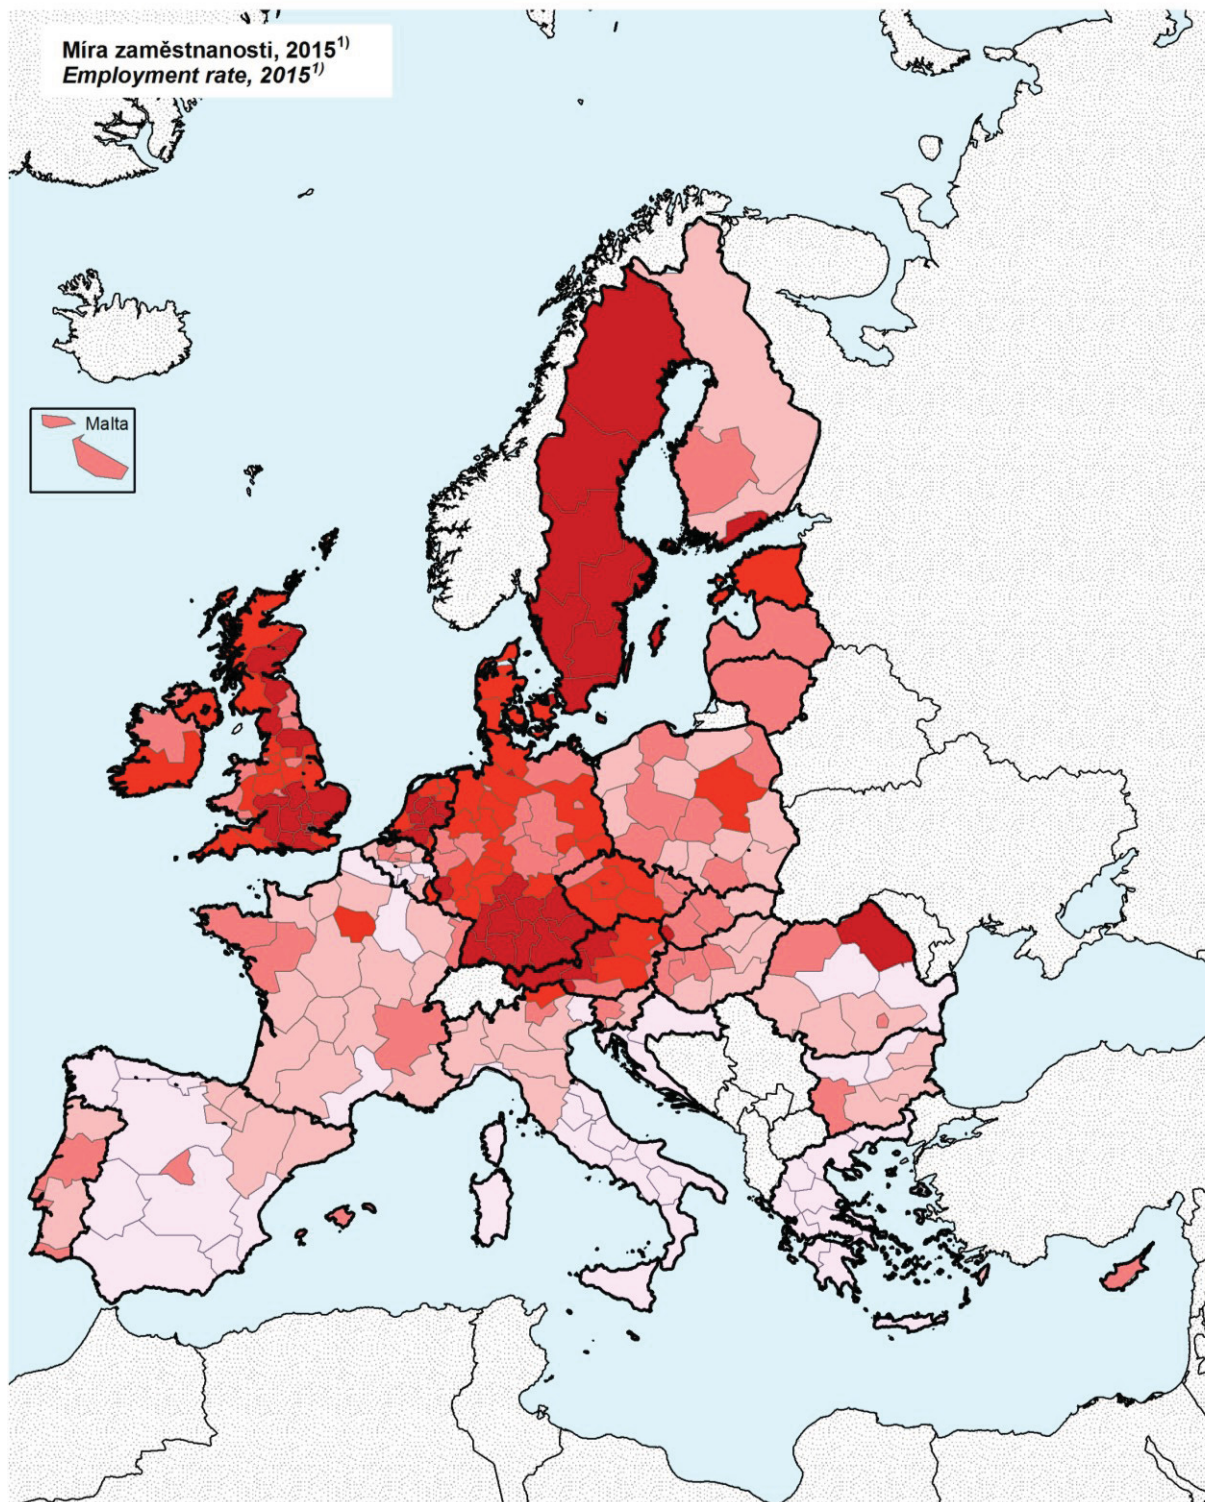 Míra zaměstnanosti, 2015¹⁾
Employment rate, 2015¹⁾
Malta